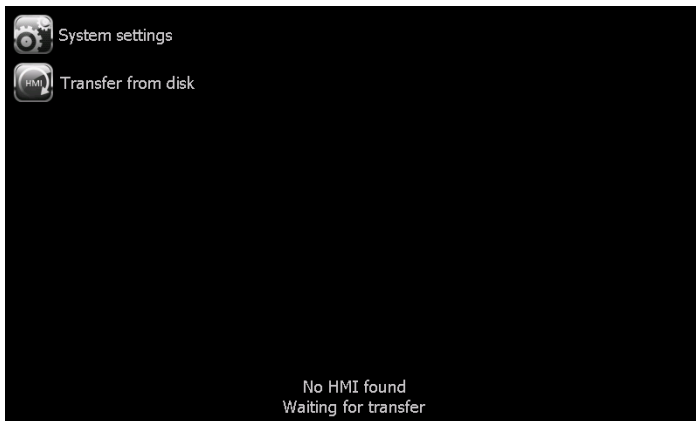 System settings
HMI
Transfer from disk
No HMI found
Waiting for transfer